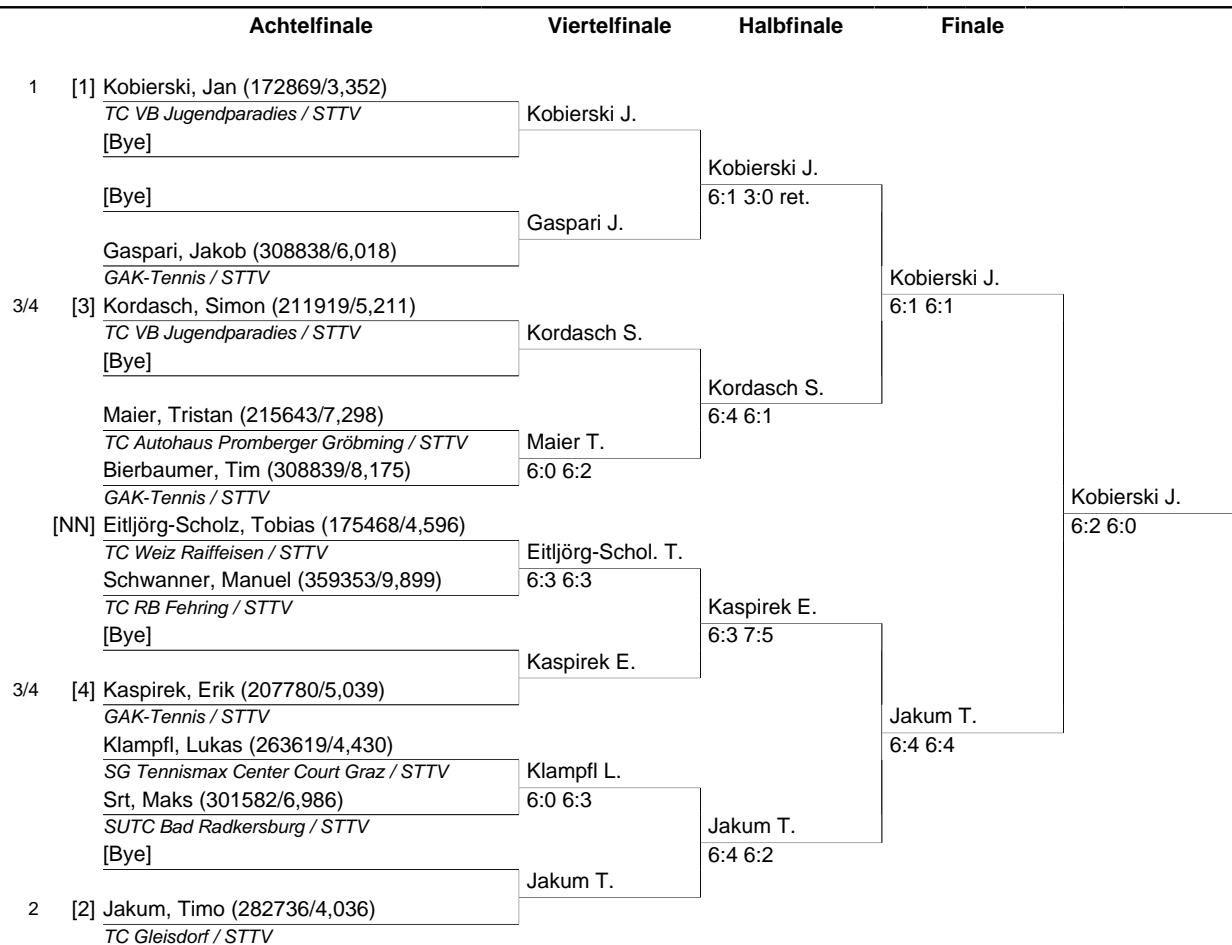 Achtelfinale Viertelfinale Halbfinale Finale
1 [1] Kobierski, Jan (172869/3,352)
TC VB Jugendparadies / STTV Kobierski J.
[Bye]
Kobierski J.
[Bye] 6:1 3:0 ret.
Gaspari J.
Gaspari, Jakob (308838/6,018)
GAK-Tennis / STTV Kobierski J.
3/4 [3] Kordasch, Simon (211919/5,211) 6:1 6:1
TC VB Jugendparadies / STTV Kordasch S.
[Bye]
Kordasch S.
Maier, Tristan (215643/7,298) 6:4 6:1
TC Autohaus Promberger Gröbming / STTV Maier T.
Bierbaumer, Tim (308839/8,175) 6:0 6:2
GAK-Tennis / STTV Kobierski J.
[NN] Eitljörg-Scholz, Tobias (175468/4,596) 6:2 6:0
TC Weiz Raiffeisen / STTV Eitljörg-Schol. T.
Schwanner, Manuel (359353/9,899) 6:3 6:3
TC RB Fehring / STTV Kaspirek E.
[Bye] 6:3 7:5
Kaspirek E.
3/4 [4] Kaspirek, Erik (207780/5,039)
GAK-Tennis / STTV Jakum T.
Klampfl, Lukas (263619/4,430) 6:4 6:4
SG Tennismax Center Court Graz / STTV Klampfl L.
Srt, Maks (301582/6,986) 6:0 6:3
SUTC Bad Radkersburg / STTV Jakum T.
[Bye] 6:4 6:2
Jakum T.
2 [2] Jakum, Timo (282736/4,036)
TC Gleisdorf / STTV